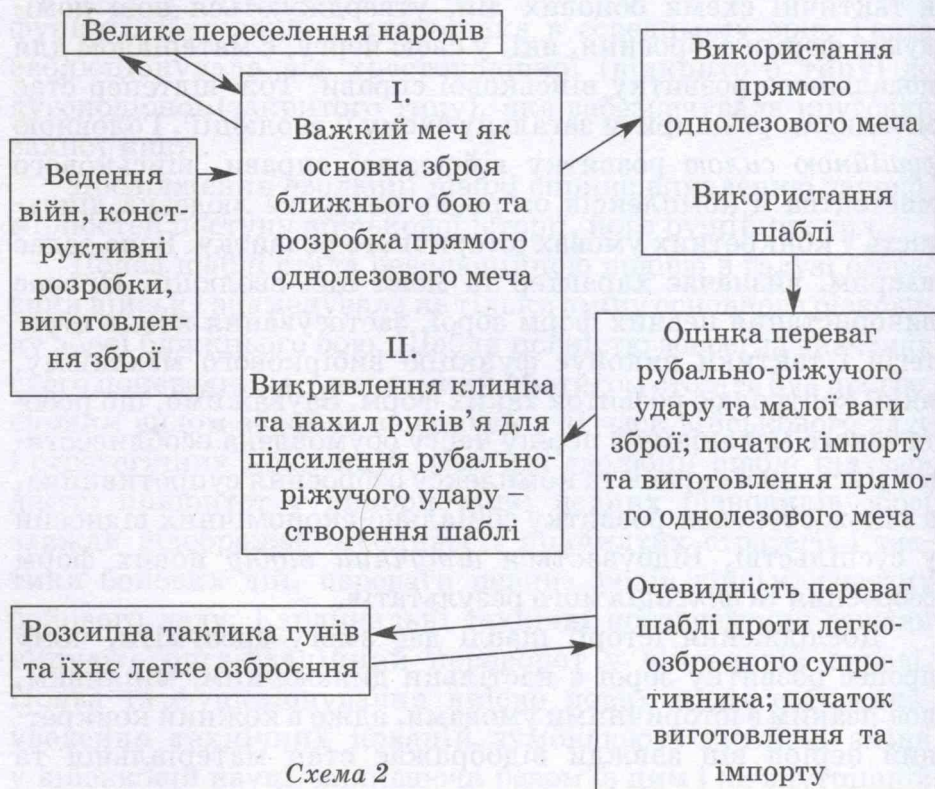 Велике переселення народів
Ведення
війн, конст-
руктивні
розробки,
виготовлен-
ня зброї
І.
Важкий меч як
основна зброя
ближнього бою та
розробка прямого
однолезового меча
ІІ.
Викривлення клинка
та нахил руків’я для
підсилення рубально-
ріжучого удару –
створення шаблі
Використання
прямого
однолезового меча
Використання
шаблі
Оцінка переваг
рубально-ріжучого
удару та малої ваги
зброї; початок імпорту
та виготовлення прямо-
го однолезового меча
Очевидність переваг
шаблі проти легко-
озброєного супро-
тивника; початок
виготовлення та
імпорту
Розсипна тактика гунів
та їхнє легке озброєння
Схема 2